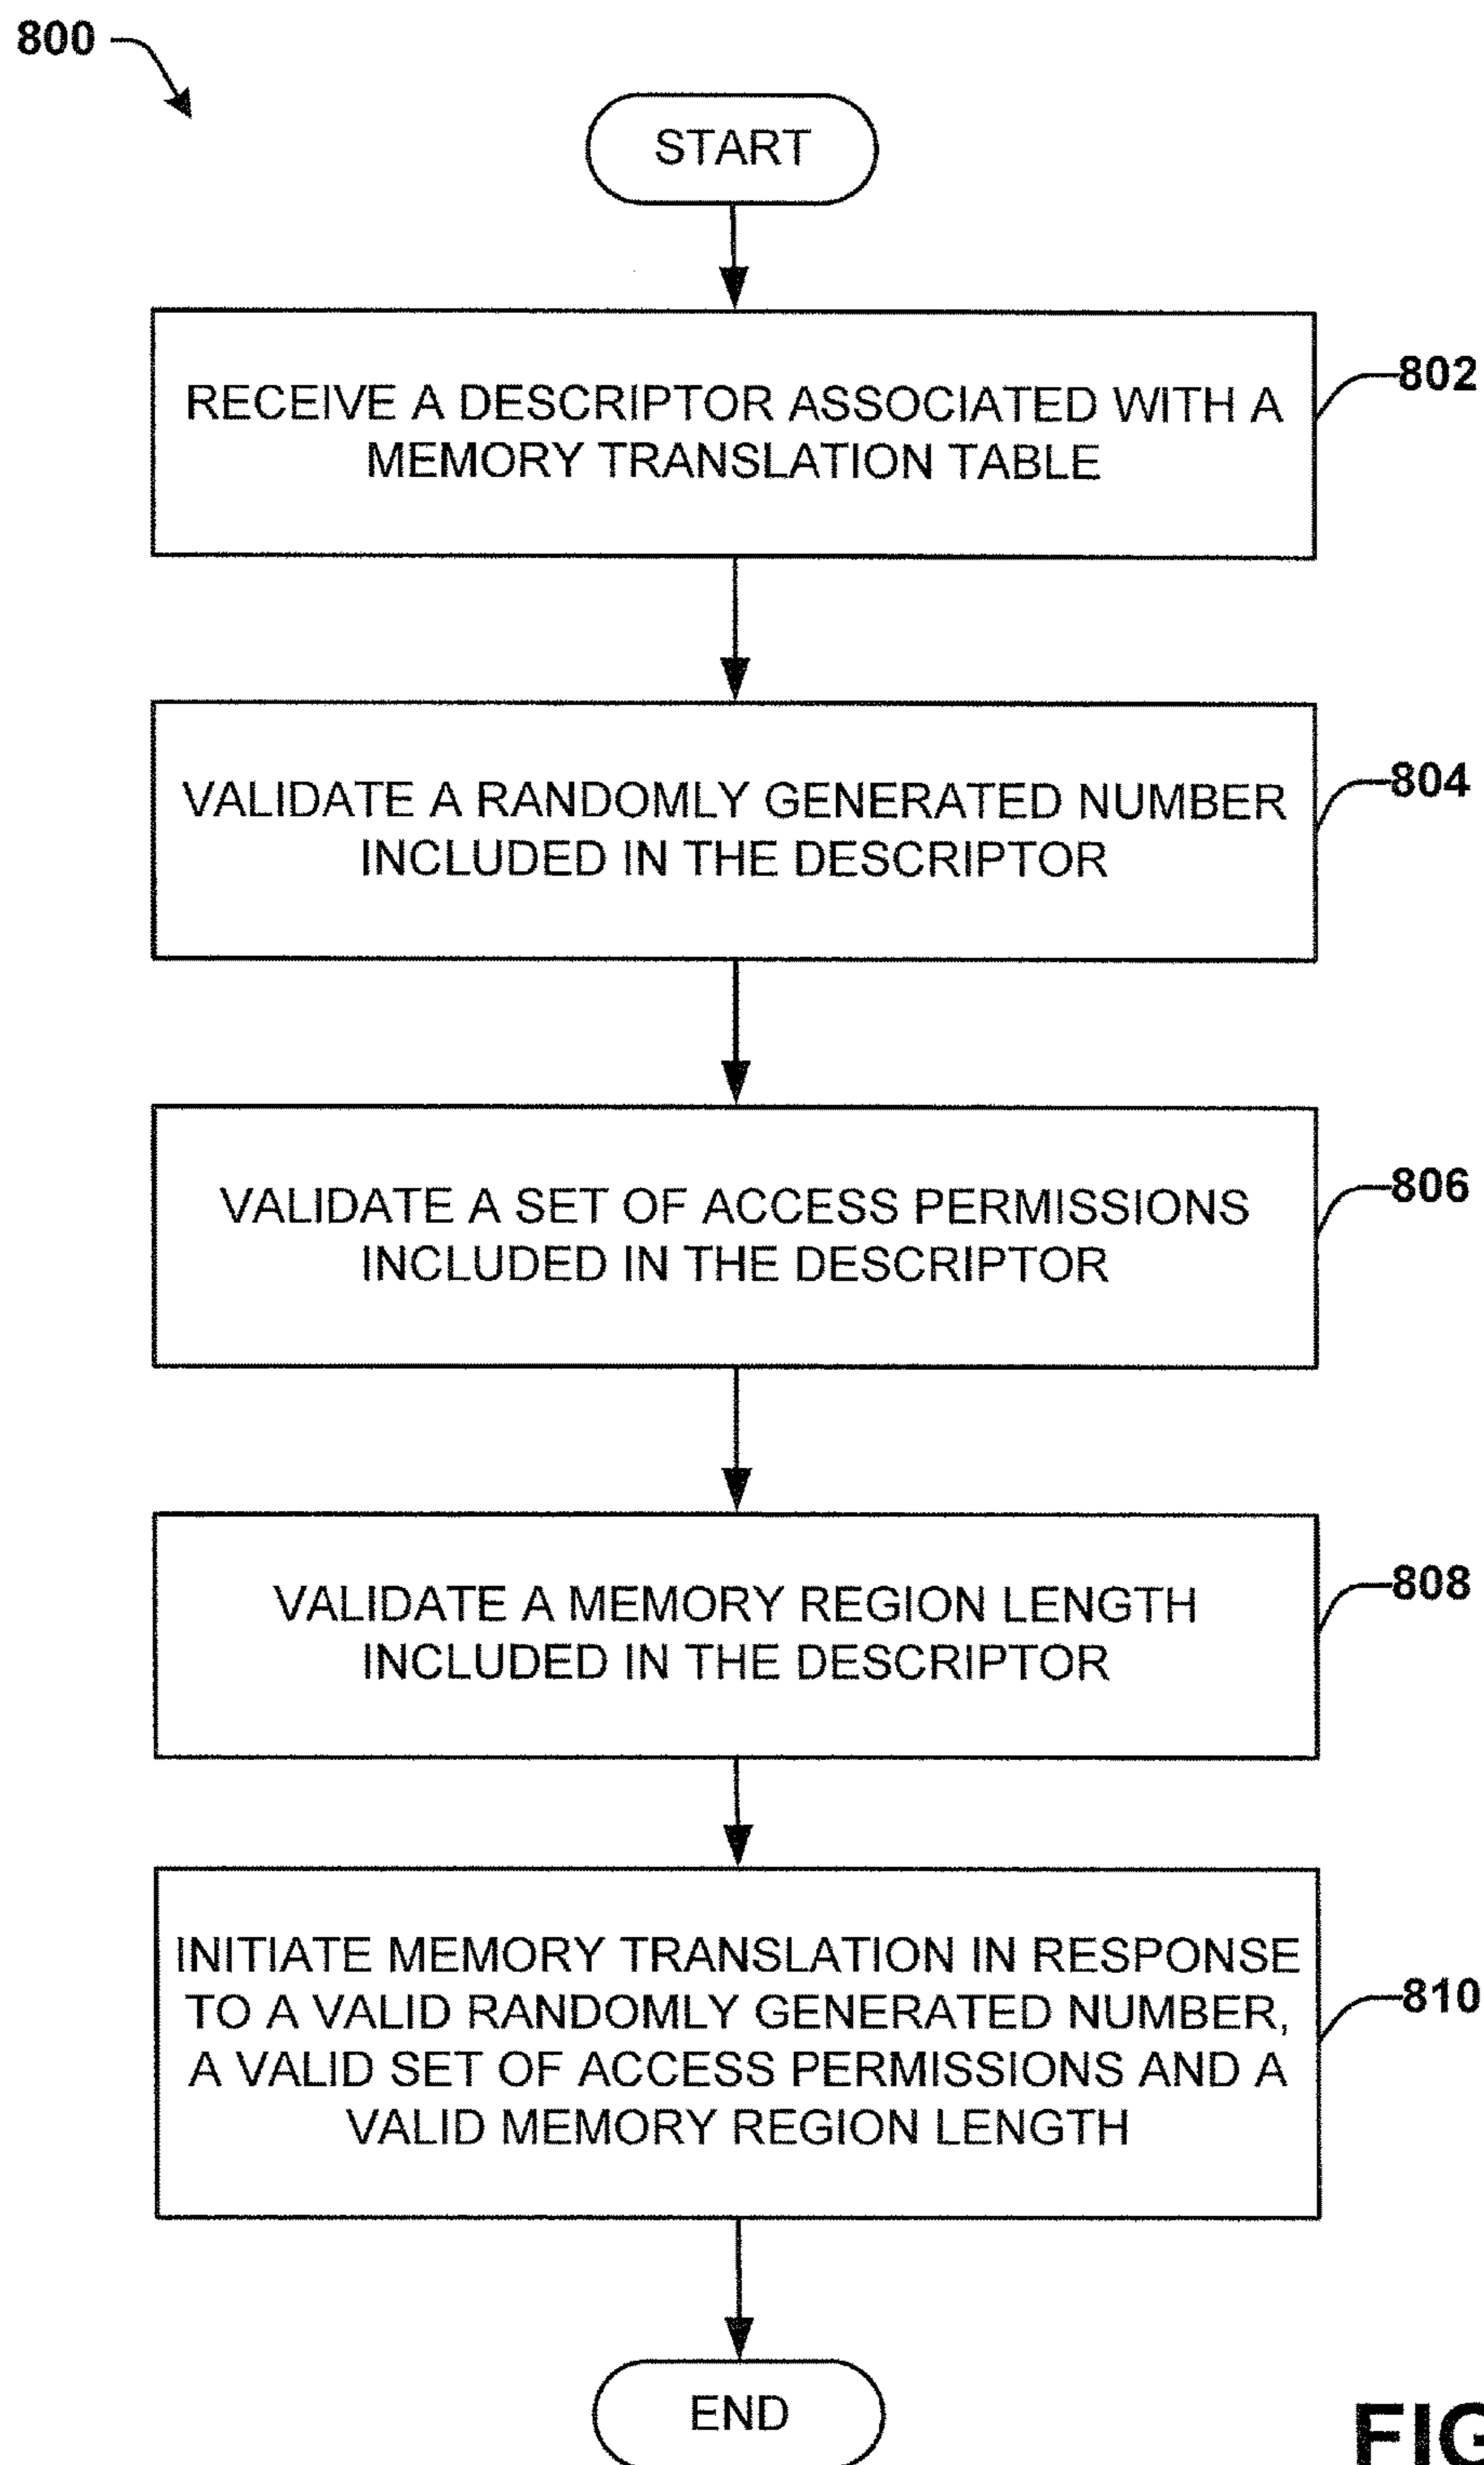 800
START
RECEIVE A DESCRIPTOR ASSOCIATED WITH A
MEMORY TRANSLATION TABLE
802
VALIDATE A RANDOMLY GENERATED NUMBER
INCLUDED IN THE DESCRIPTOR
804
VALIDATE A SET OF ACCESS PERMISSIONS
INCLUDED IN THE DESCRIPTOR
806
VALIDATE A MEMORY REGION LENGTH
INCLUDED IN THE DESCRIPTOR
808
INITIATE MEMORY TRANSLATION IN RESPONSE
TO A VALID RANDOMLY GENERATED NUMBER,
A VALID SET OF ACCESS PERMISSIONS AND A
VALID MEMORY REGION LENGTH
810
END
FIG